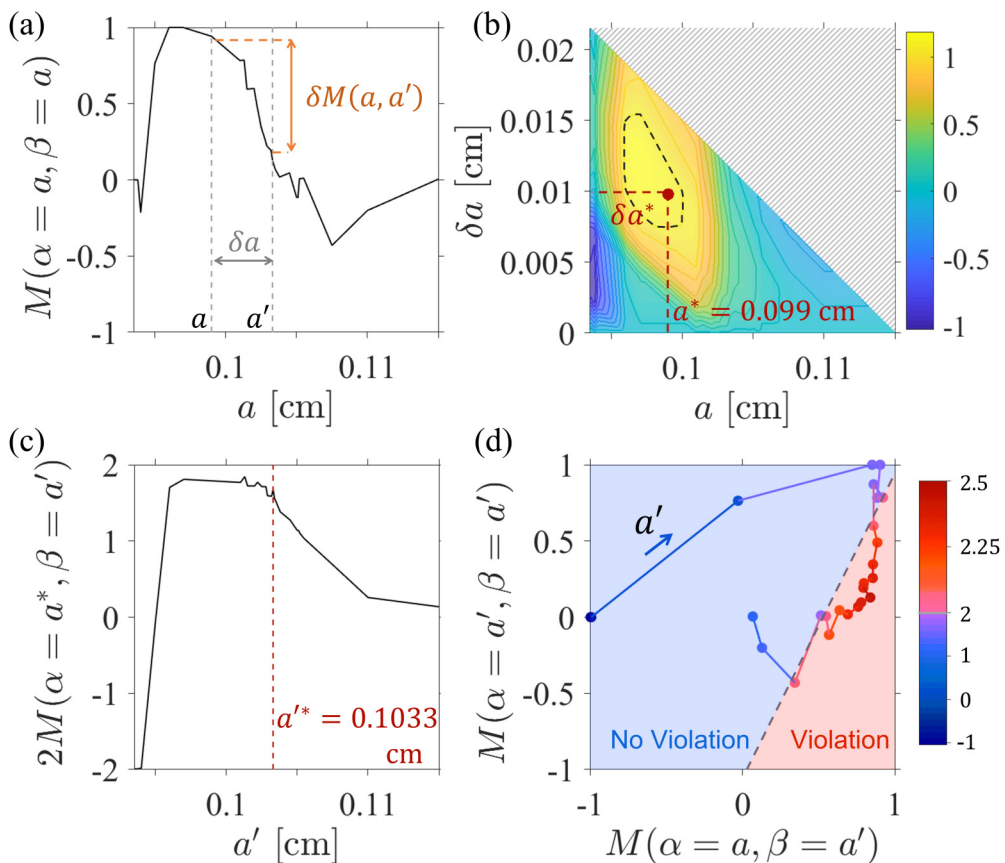 (a)
M(α = a, β = a)
1
0.5
0
-0.5
-1
δM(a, a′)
δa
a
a′
0.1
0.11
a [cm]
(b)
δa [cm]
0.015
0.01
0.005
0
0.02
δa*
a* = 0.099 cm
0.1
0.11
a [cm]
1
0.5
0
-0.5
-1
(c)
2M(α = a*, β = a′)
2
1
0
-1
-2
a′* = 0.1033
cm
0.1
0.11
a′ [cm]
(d)
M(α = a′, β = a′)
1
0.5
0
-0.5
-1
a′
No Violation
Violation
-1
0
1
M(α = a, β = a′)
2.5
2.25
2
1
0
-1